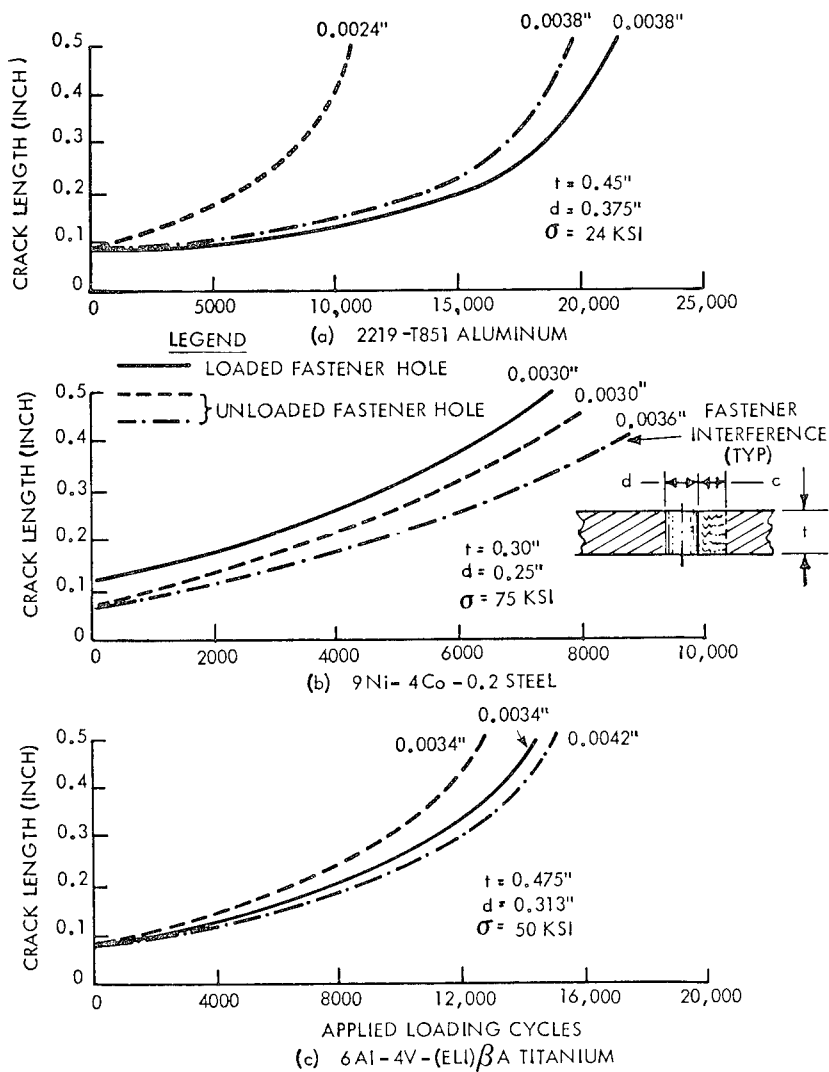 (a)
0.0024"
0.0038"
0.0038"
CRACK LENGTH (INCH)
0.5
0.4
0.3
0.2
0.1
0
t = 0.45"
d = 0.375"
σ = 24 KSI
0
5000
10,000
15,000
20,000
25,000
(a) 2219-T851 ALUMINUM
LEGEND
LOADED FASTENER HOLE
UNLOADED FASTENER HOLE
0.0030"
0.0030"
0.0036"
FASTENER
INTERFERENCE
(TYP)
d
c
t
CRACK LENGTH (INCH)
0.5
0.4
0.3
0.2
0.1
0
t = 0.30"
d = 0.25"
σ = 75 KSI
0
2000
4000
6000
8000
10,000
(b) 9Ni-4Co-0.2 STEEL
0.0034"
0.0034"
0.0042"
CRACK LENGTH (INCH)
0.5
0.4
0.3
0.2
0.1
0
t = 0.475"
d = 0.313"
σ = 50 KSI
0
4000
8000
12,000
16,000
20,000
APPLIED LOADING CYCLES
(c) 6Al-4V-(ELI)βA TITANIUM